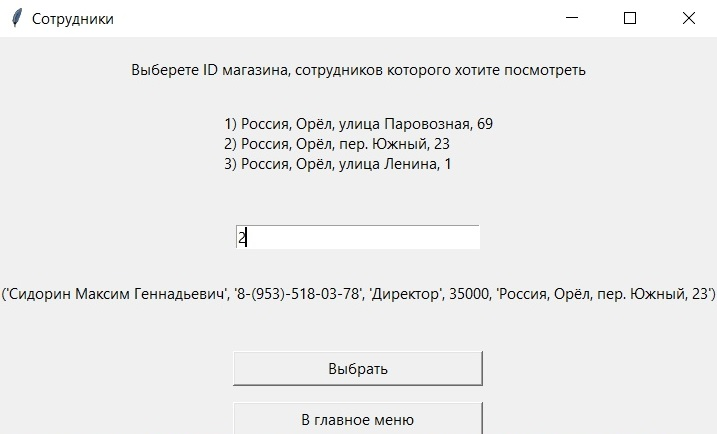 Сотрудники
Выберете ID магазина, сотрудников которого хотите посмотреть
1) Россия, Орёл, улица Паровозная, 69
2) Россия, Орёл, пер. Южный, 23
3) Россия, Орёл, улица Ленина, 1
2
('Сидорин Максим Геннадьевич', '8-(953)-518-03-78', 'Директор', 35000, 'Россия, Орёл, пер. Южный, 23')
Выбрать
В главное меню